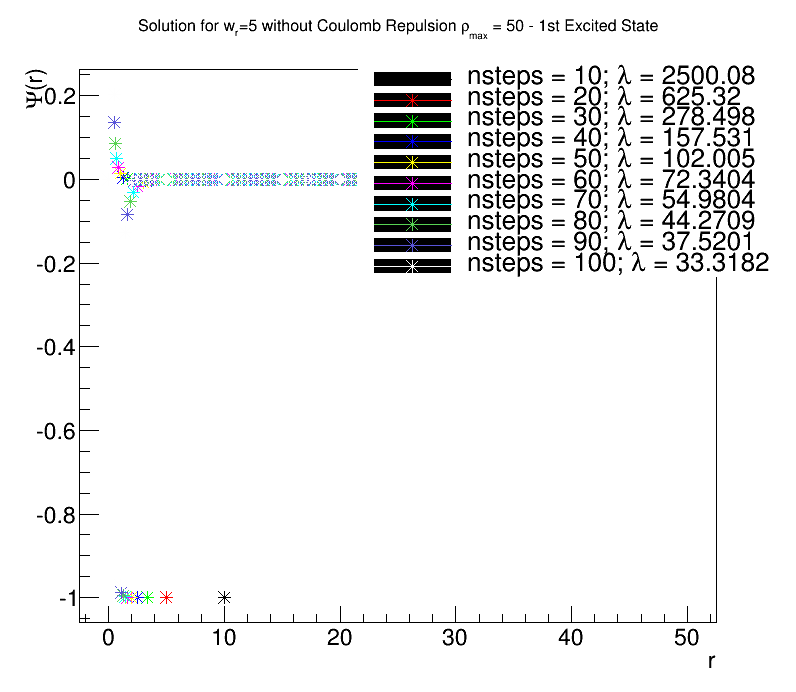 Solution for wr=5 without Coulomb Repulsion ρmax = 50 - 1st Excited State
Ψ(r)
nsteps = 10; λ = 2500.08
nsteps = 20; λ = 625.32
nsteps = 30; λ = 278.498
nsteps = 40; λ = 157.531
nsteps = 50; λ = 102.005
nsteps = 60; λ = 72.3404
nsteps = 70; λ = 54.9804
nsteps = 80; λ = 44.2709
nsteps = 90; λ = 37.5201
nsteps = 100; λ = 33.3182
0.2
0
-0.2
-0.4
-0.6
-0.8
-1
0 10 20 30 40 50
r